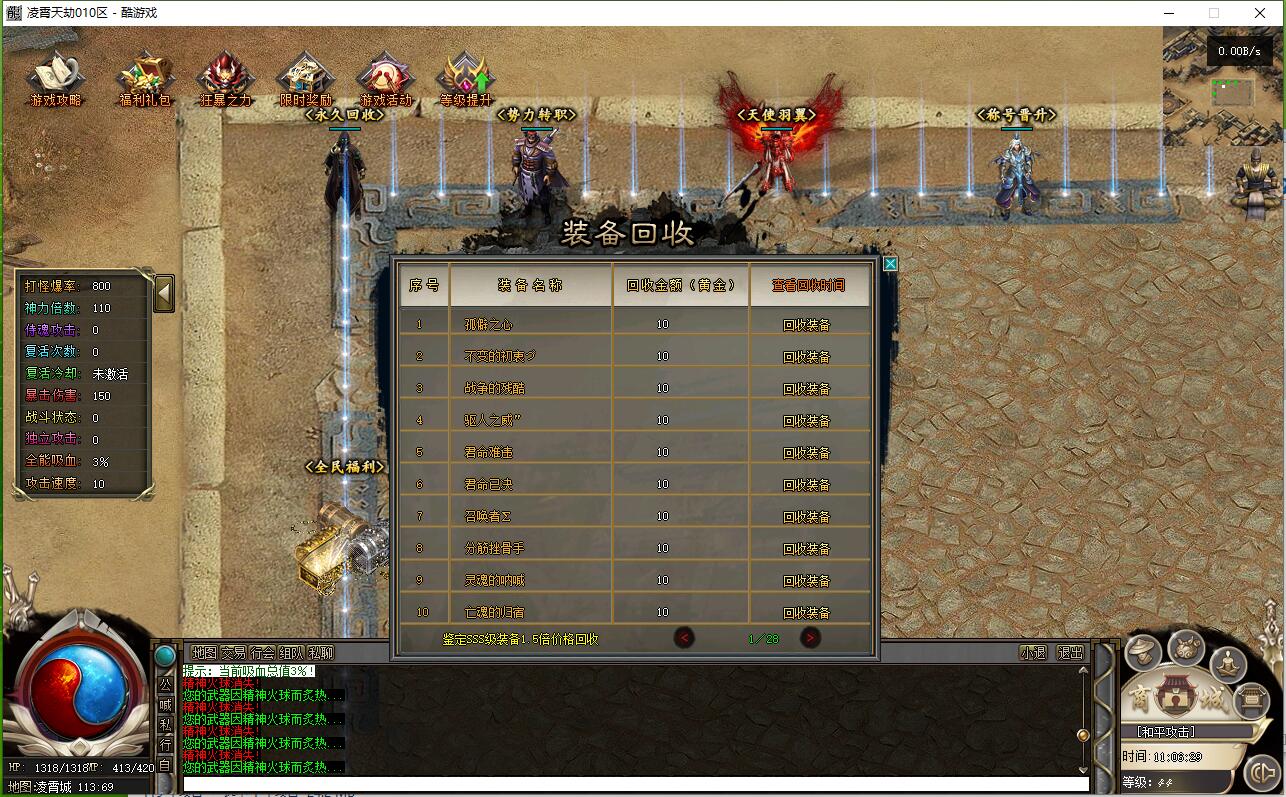 凌霄天劫010区 - 酷游戏
0.00B/s
游戏攻略 福利礼包 狂暴之力 限时奖励 游戏活动 等级提升
<永久回收> <势力转职> <天使羽翼> <称号晋升>
装备回收
打怪爆率: 800
神力倍数: 110
侍魂攻击: 0
复活次数: 0
复活冷却: 未激活
暴击伤害: 150
战斗状态: 0
独立攻击: 0
全能吸血: 3%
攻击速度: 10
<全民福利>
序号 装备名称 回收金额(黄金) 查看回收时间
1 孤僻之心 10 回收装备
2 不变的初衷づ 10 回收装备
3 战争的残酷 10 回收装备
4 驱人之威" 10 回收装备
5 君命难违 10 回收装备
6 君命已决 10 回收装备
7 召唤者Σ 10 回收装备
8 分筋挫骨手 10 回收装备
9 灵魂的呐喊 10 回收装备
10 亡魂的归宿 10 回收装备
鉴定SSS级装备1.5倍价格回收 < 1/28 >
地图 交易 行会 组队 私聊 小退 退出
提示：当前吸血总值3%！
精神火球消失!
您的武器因精神火球而炙热...
精神火球消失!
您的武器因精神火球而炙热...
精神火球消失!
您的武器因精神火球而炙热...
精神火球消失!
您的武器因精神火球而炙热...
公
喊
私
行
自
商城
[和平攻击]
时间: 11:06:29
等级:
HP: 1318/1318 MP: 413/420
地图:凌霄城 113:69